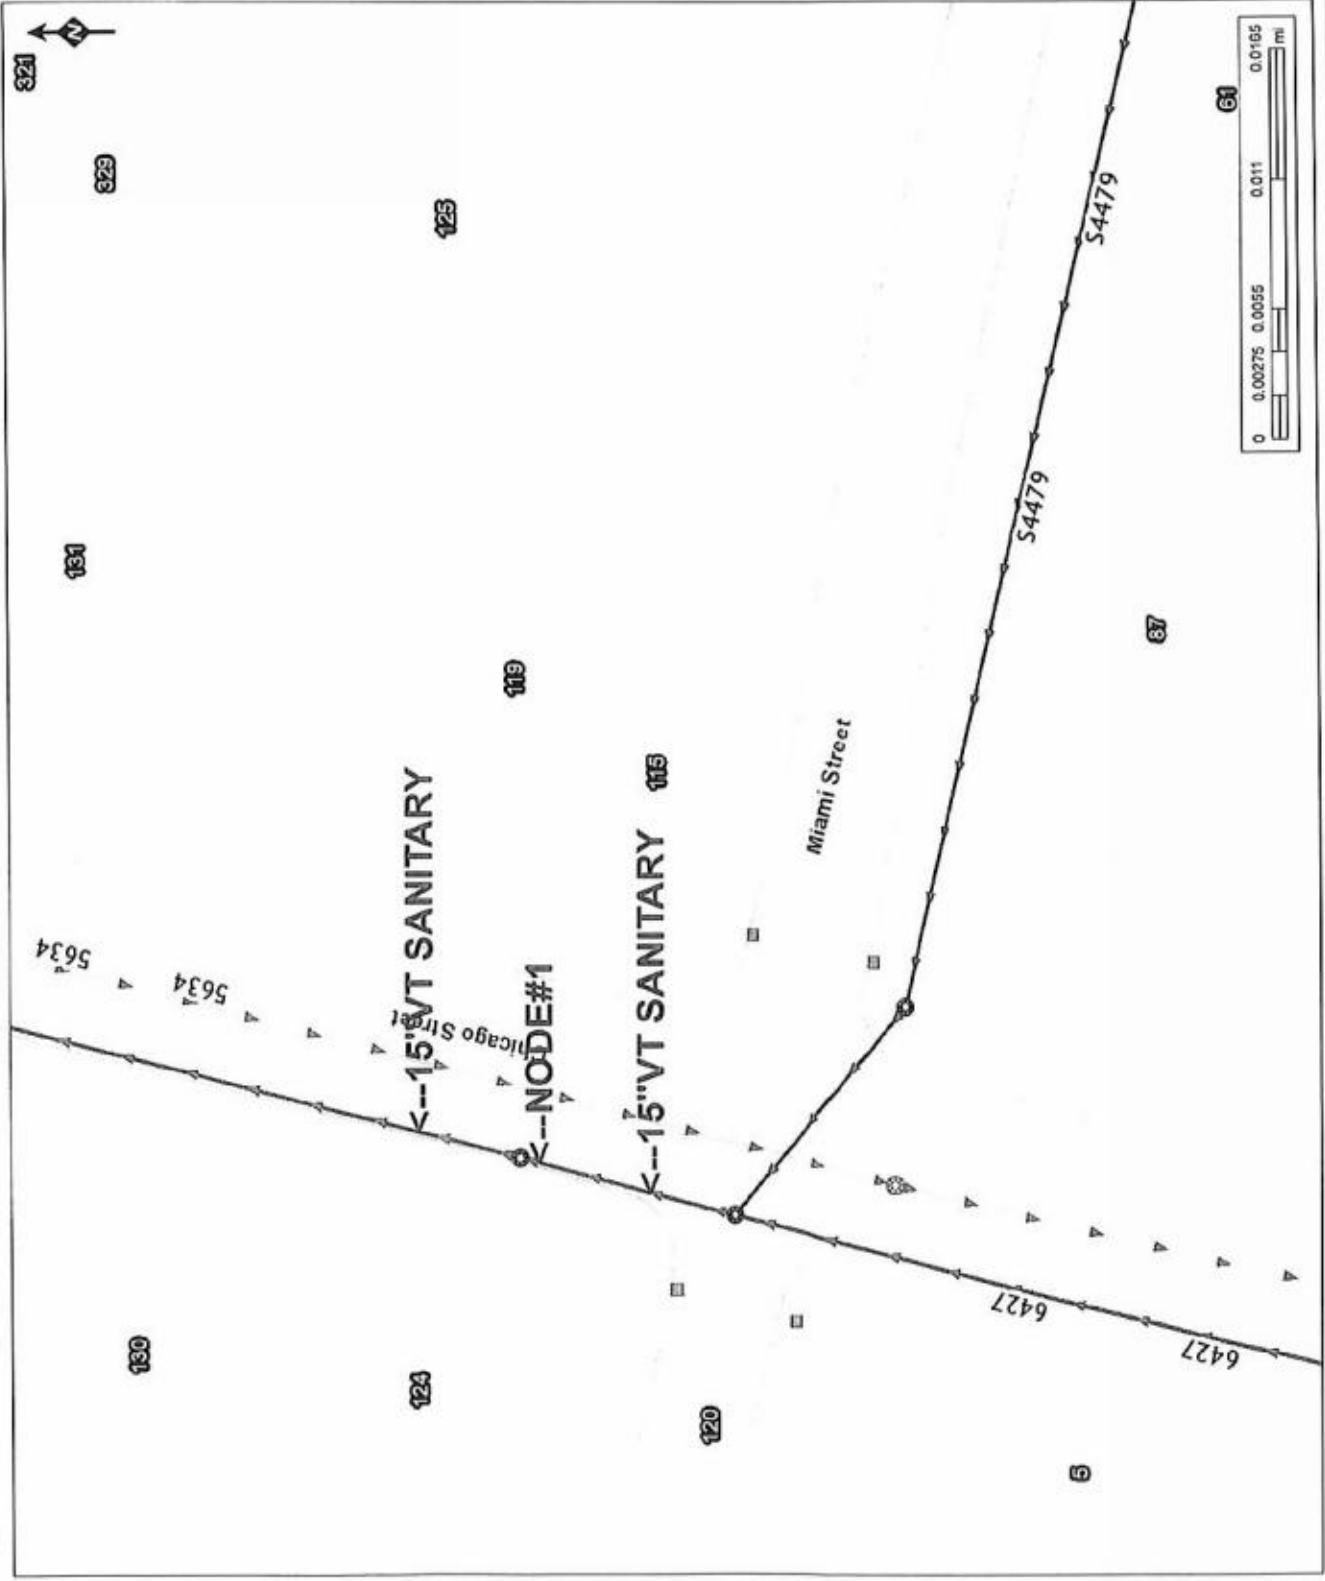 N
321
329
125
131
119
<--15"VT SANITARY
5634
5634
hicago Street
<--NODE#1
115
<--15"VT SANITARY
Miami Street
S4479
S4479
61
87
130
124
120
5
6427
6427
0 0.00275 0.0055 0.011 0.0165
mi